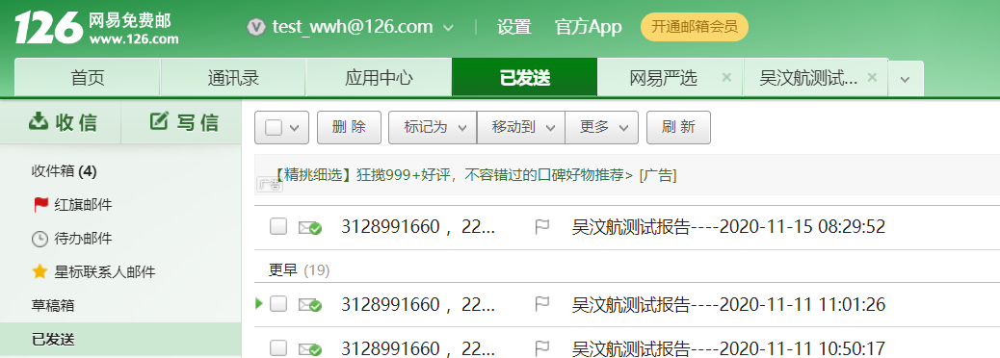 126 网易免费邮
www.126.com
test_wwh@126.com
设置
官方App
开通邮箱会员
首页
通讯录
应用中心
已发送
网易严选
吴汶航测试...
收信
写信
删 除
标记为
移动到
更多
刷 新
收件箱 (4)
红旗邮件
待办邮件
星标联系人邮件
草稿箱
已发送
【精挑细选】狂揽999+好评，不容错过的口碑好物推荐> [广告]
广告
3128991660 , 22...
吴汶航测试报告----2020-11-15 08:29:52
更早 (19)
3128991660 , 22...
吴汶航测试报告----2020-11-11 11:01:26
3128991660 , 22...
吴汶航测试报告----2020-11-11 10:50:17